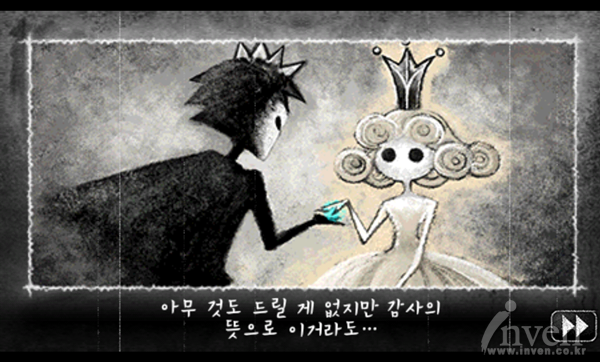 아무 것도 드릴 게 없지만 감사의
뜻으로 이거라도…
inven
www.inven.co.kr